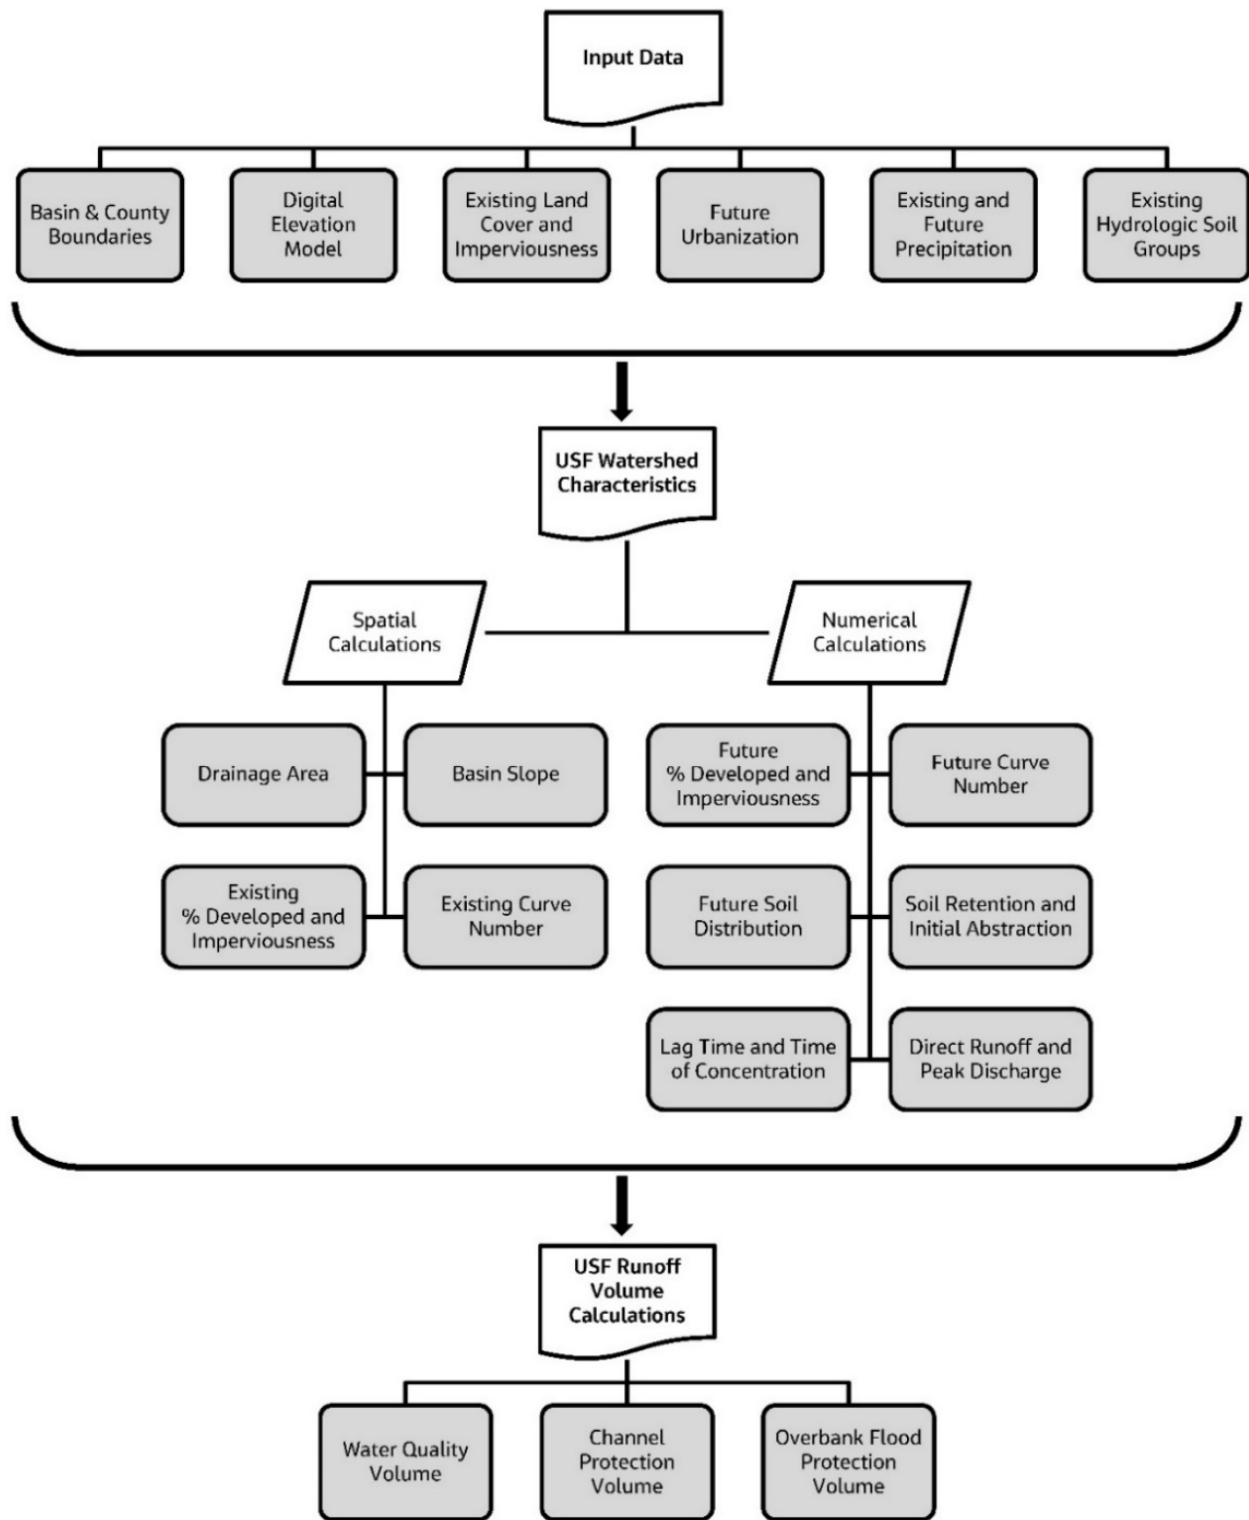 Input Data
Basin & County
Boundaries
Digital
Elevation
Model
Existing Land
Cover and
Imperviousness
Future
Urbanization
Existing and
Future
Precipitation
Existing
Hydrologic Soil
Groups
USF Watershed
Characteristics
Spatial
Calculations
Numerical
Calculations
Drainage Area
Basin Slope
Future
% Developed and
Imperviousness
Future Curve
Number
Existing
% Developed and
Imperviousness
Existing Curve
Number
Future Soil
Distribution
Soil Retention and
Initial Abstraction
Lag Time and Time
of Concentration
Direct Runoff and
Peak Discharge
USF Runoff
Volume
Calculations
Water Quality
Volume
Channel
Protection
Volume
Overbank Flood
Protection
Volume